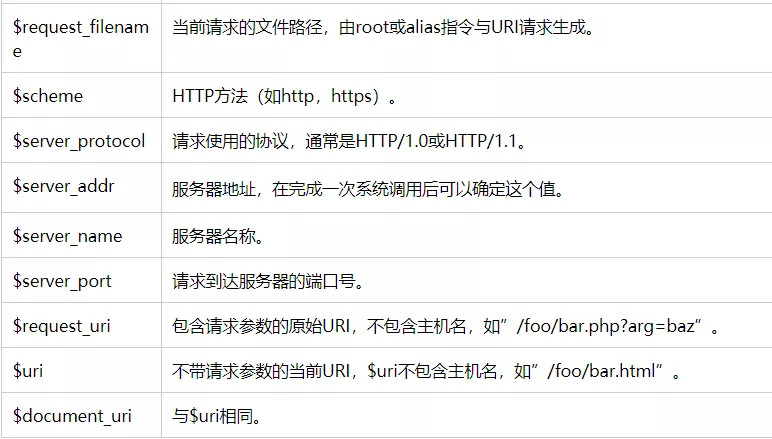 $request_filenam
e
当前请求的文件路径，由root或alias指令与URI请求生成。
$scheme
HTTP方法（如http，https）。
$server_protocol
请求使用的协议，通常是HTTP/1.0或HTTP/1.1。
$server_addr
服务器地址，在完成一次系统调用后可以确定这个值。
$server_name
服务器名称。
$server_port
请求到达服务器的端口号。
$request_uri
包含请求参数的原始URI，不包含主机名，如”/foo/bar.php?arg=baz”。
$uri
不带请求参数的当前URI，$uri不包含主机名，如”/foo/bar.html”。
$document_uri
与$uri相同。